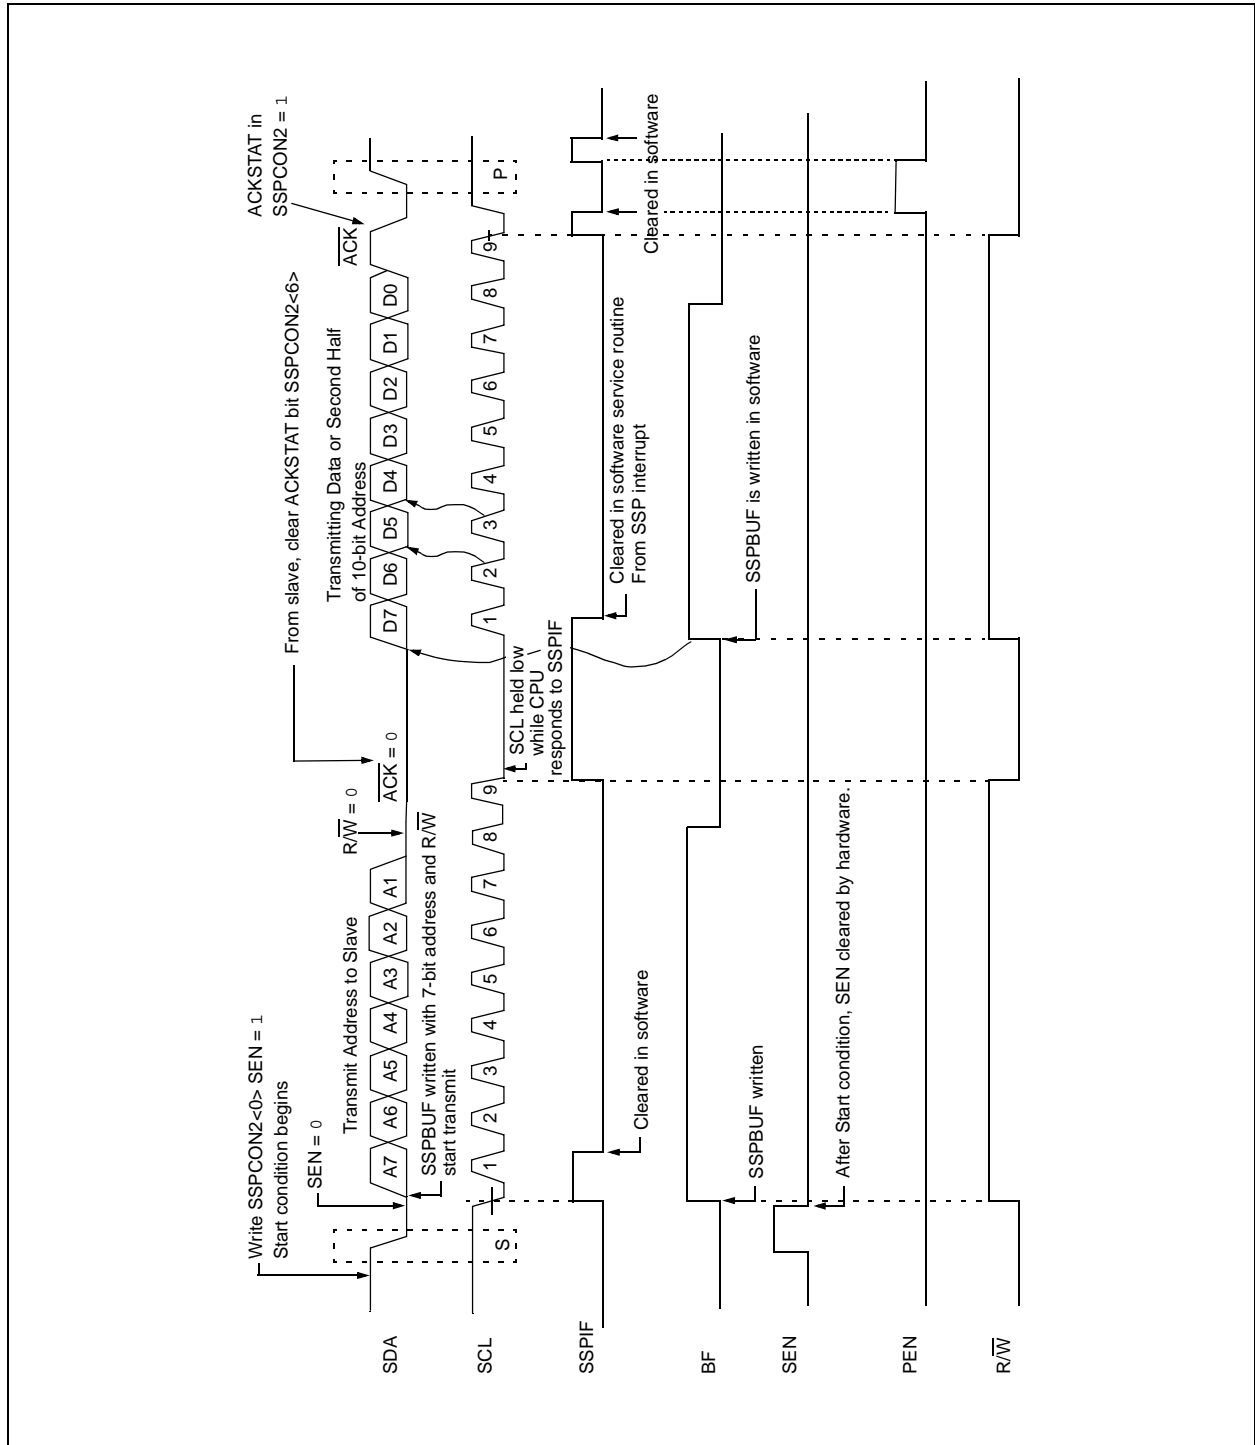 Write SSPCON2<0> SEN = 1
Start condition begins
SEN = 0
Transmit Address to Slave
R/W = 0
From slave, clear ACKSTAT bit SSPCON2<6>
ACK = 0
Transmitting Data or Second Half
of 10-bit Address
ACK
ACKSTAT in
SSPCON2 = 1
SDA
A7 A6 A5 A4 A3 A2 A1
D7 D6 D5 D4 D3 D2 D1 D0
SSPBUF written with 7-bit address and R/W
start transmit
SCL
S
1 2 3 4 5 6 7 8 9
1 2 3 4 5 6 7 8 9
P
SCL held low
while CPU
responds to SSPIF
SSPIF
Cleared in software
Cleared in software service routine
From SSP interrupt
Cleared in software
BF
SSPBUF written
SSPBUF is written in software
SEN
After Start condition, SEN cleared by hardware.
PEN
R/W